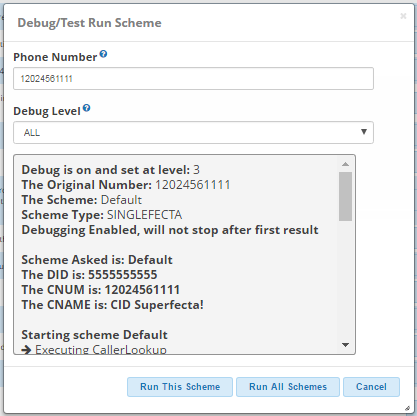 Debug/Test Run Scheme
×
Phone Number ?
12024561111
Debug Level ?
ALL
Debug is on and set at level: 3
The Original Number: 12024561111
The Scheme: Default
Scheme Type: SINGLEFECTA
Debugging Enabled, will not stop after first result
Scheme Asked is: Default
The DID is: 5555555555
The CNUM is: 12024561111
The CNAME is: CID Superfecta!
Starting scheme Default
➔ Executing CallerLookup
Run This Scheme
Run All Schemes
Cancel